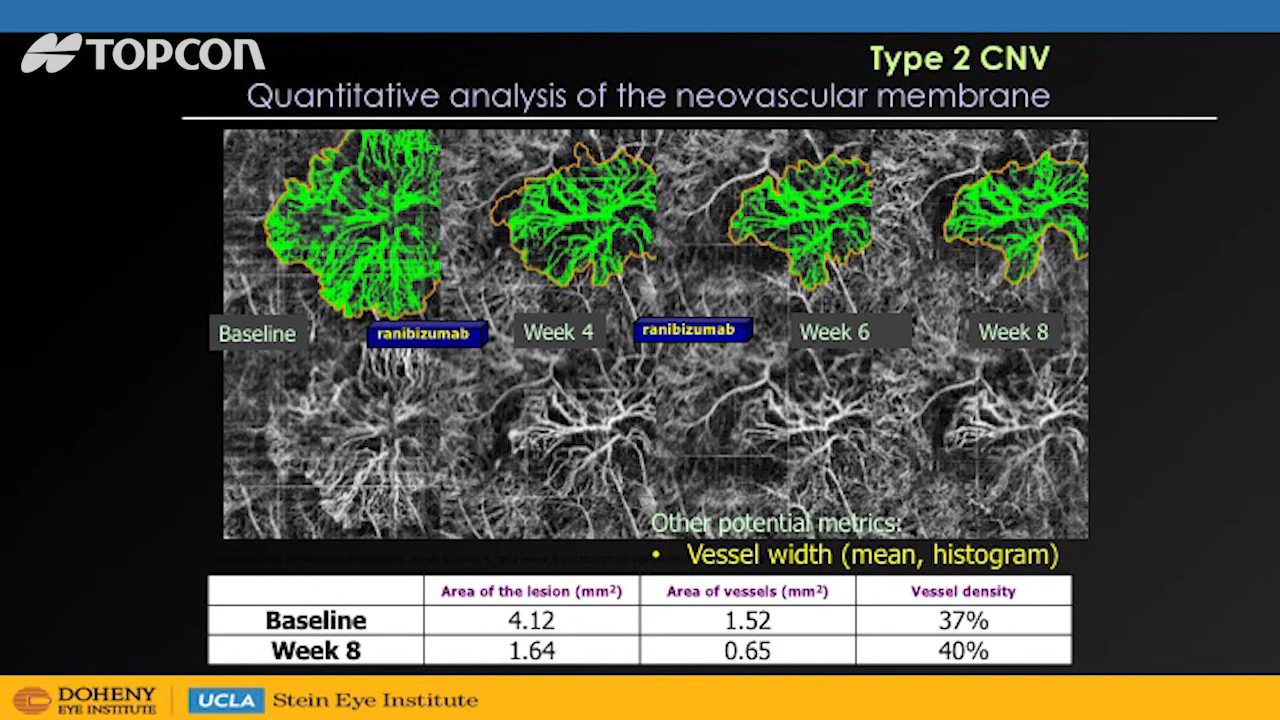 TOPCON
Type 2 CNV
Quantitative analysis of the neovascular membrane
Baseline
ranibizumab
Week 4
ranibizumab
Week 6
Week 8
Other potential metrics:
• Vessel width (mean, histogram)
Area of the lesion (mm²) Area of vessels (mm²) Vessel density
Baseline 4.12 1.52 37%
Week 8 1.64 0.65 40%
DOHENY
EYE INSTITUTE
UCLA Stein Eye Institute